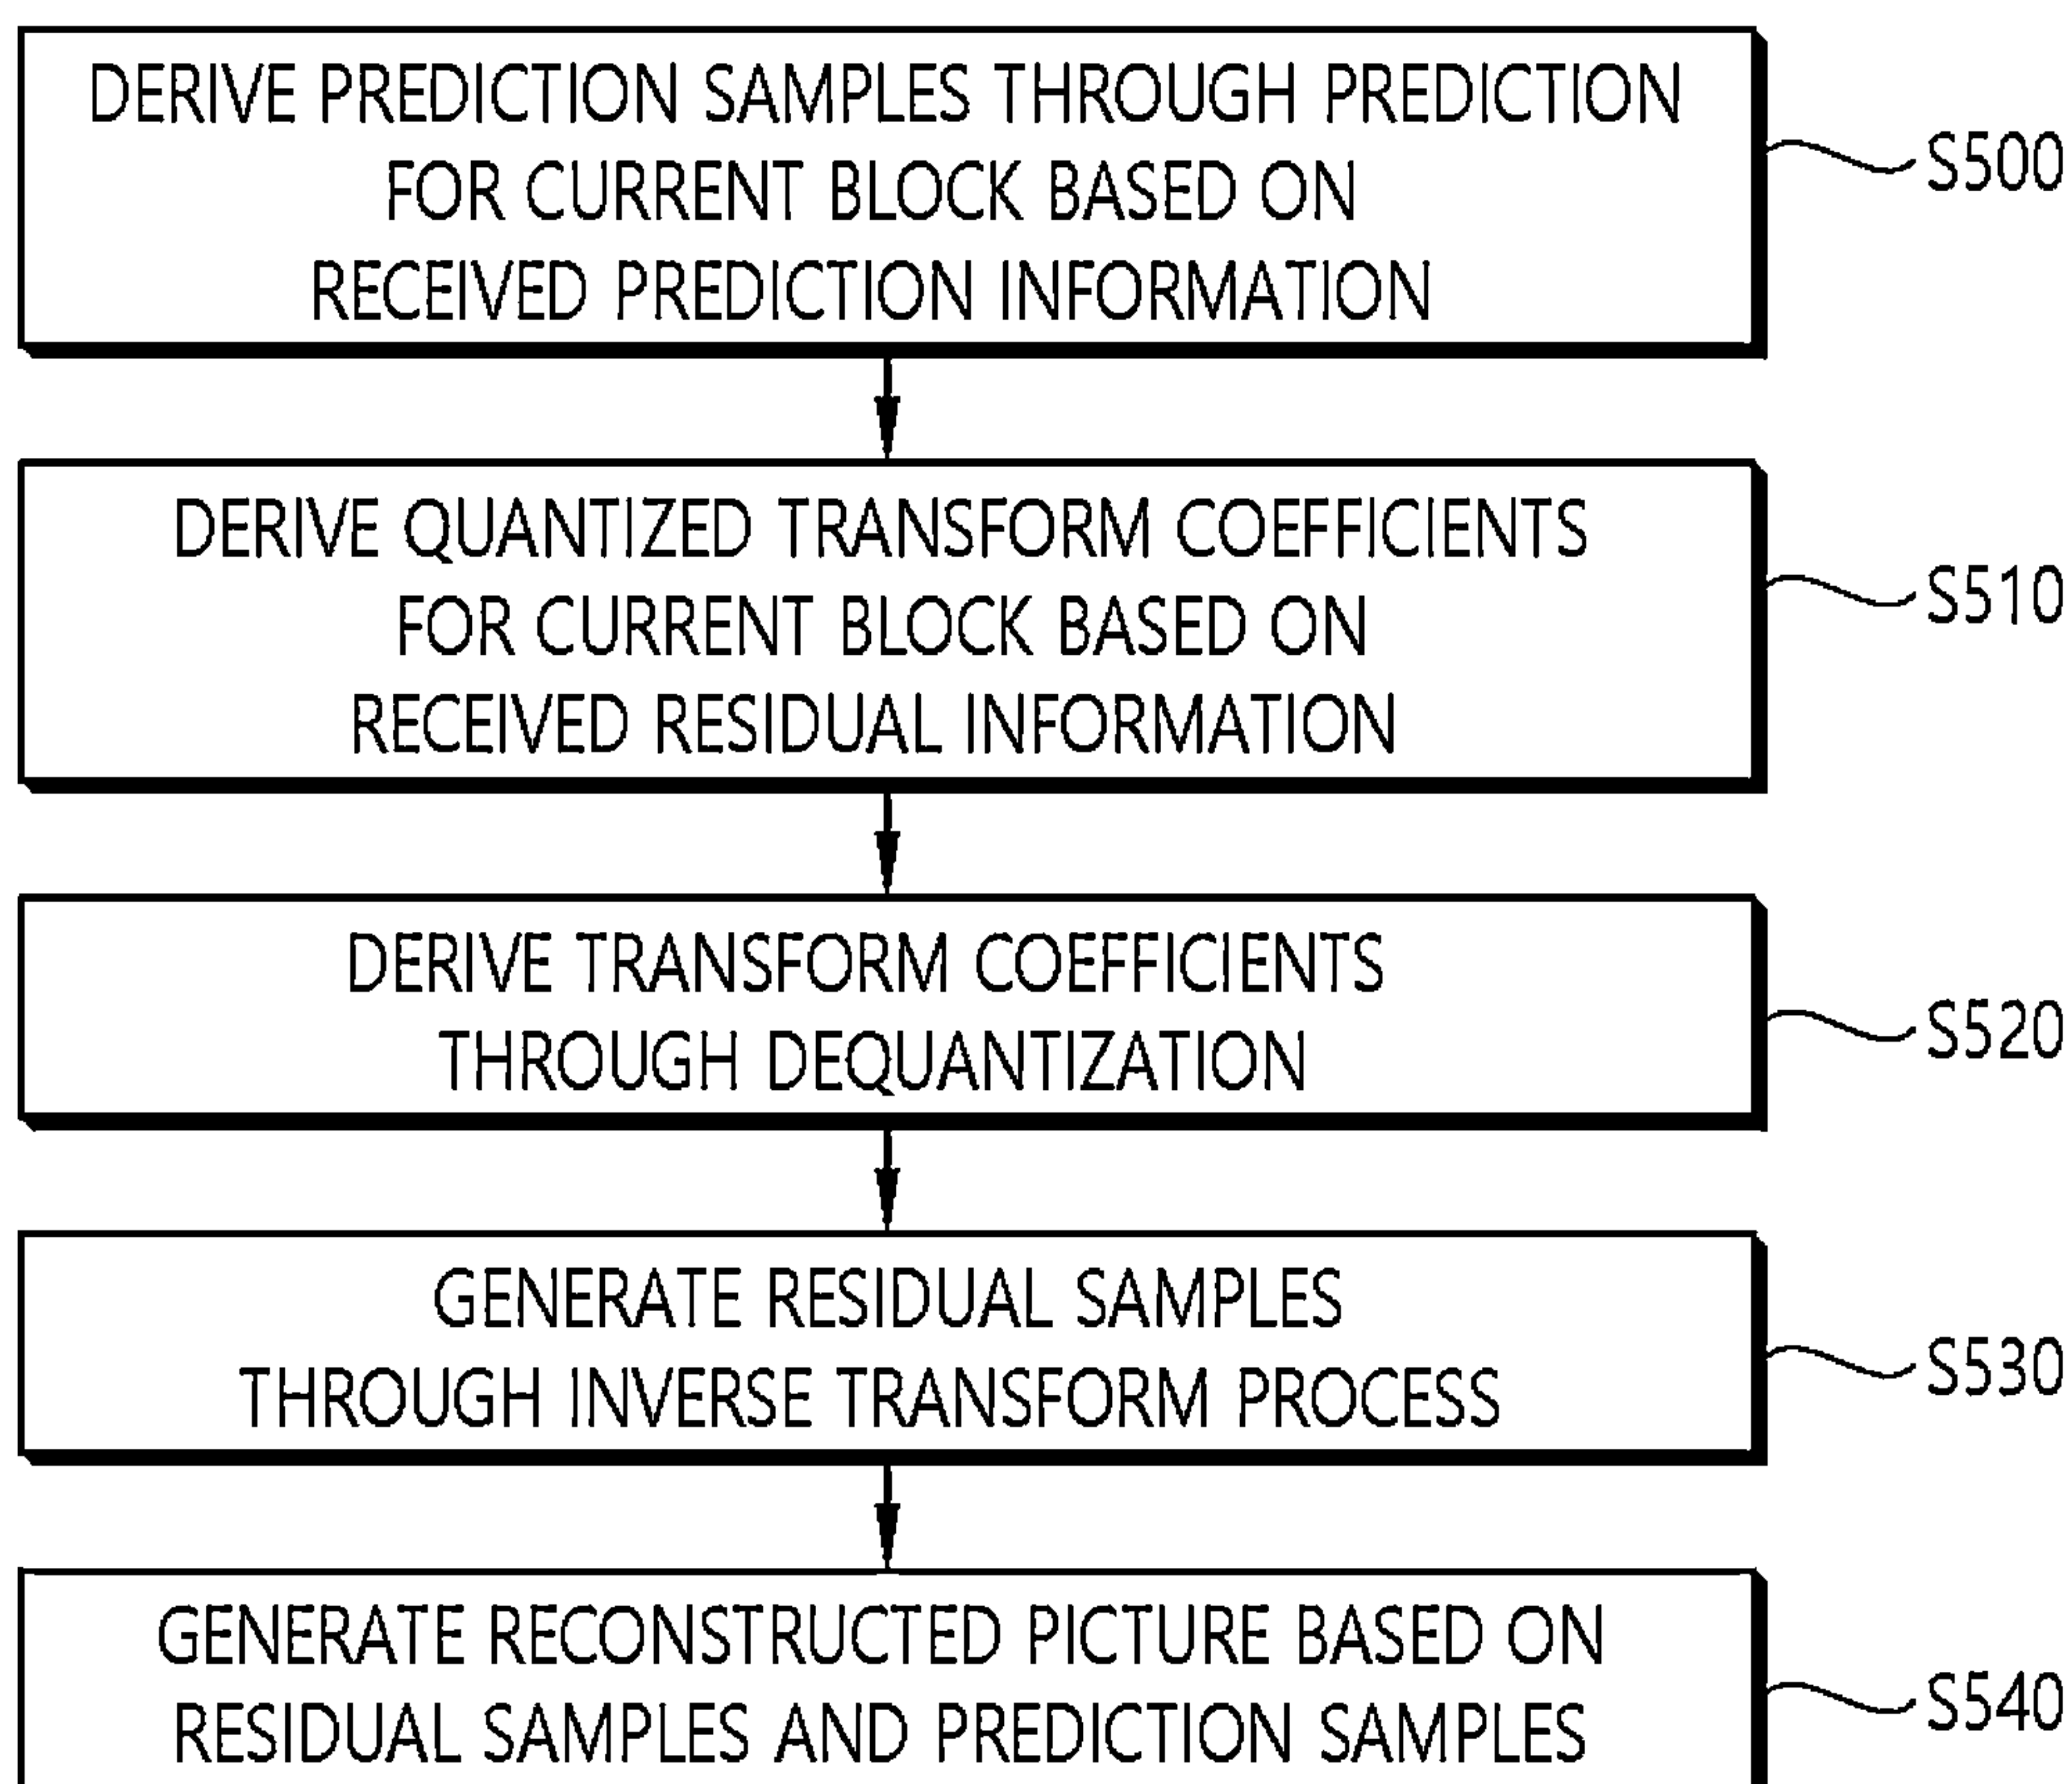 DERIVE PREDICTION SAMPLES THROUGH PREDICTION
FOR CURRENT BLOCK BASED ON
RECEIVED PREDICTION INFORMATION
S500
DERIVE QUANTIZED TRANSFORM COEFFICIENTS
FOR CURRENT BLOCK BASED ON
RECEIVED RESIDUAL INFORMATION
S510
DERIVE TRANSFORM COEFFICIENTS
THROUGH DEQUANTIZATION
S520
GENERATE RESIDUAL SAMPLES
THROUGH INVERSE TRANSFORM PROCESS
S530
GENERATE RECONSTRUCTED PICTURE BASED ON
RESIDUAL SAMPLES AND PREDICTION SAMPLES
S540